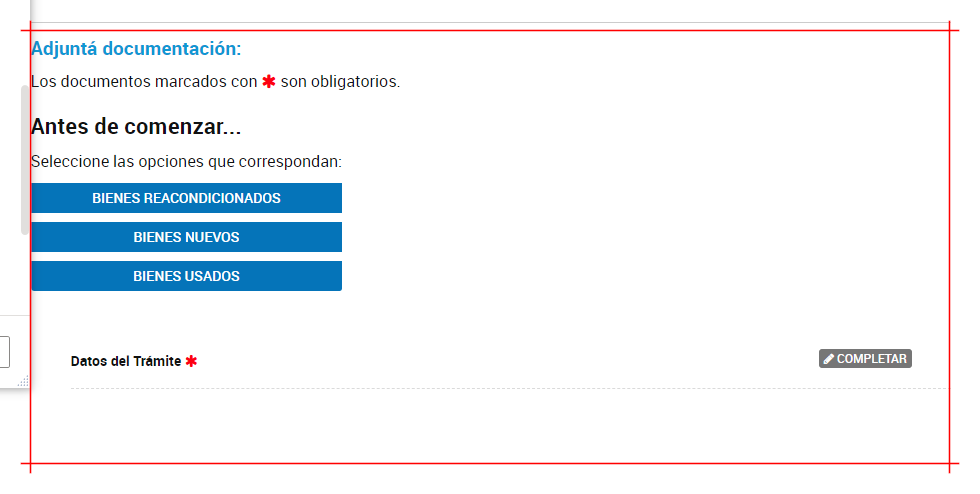 Adjuntá documentación:
Los documentos marcados con ✱ son obligatorios.
Antes de comenzar...
Seleccione las opciones que correspondan:
BIENES REACONDICIONADOS
BIENES NUEVOS
BIENES USADOS
Datos del Trámite ✱
COMPLETAR